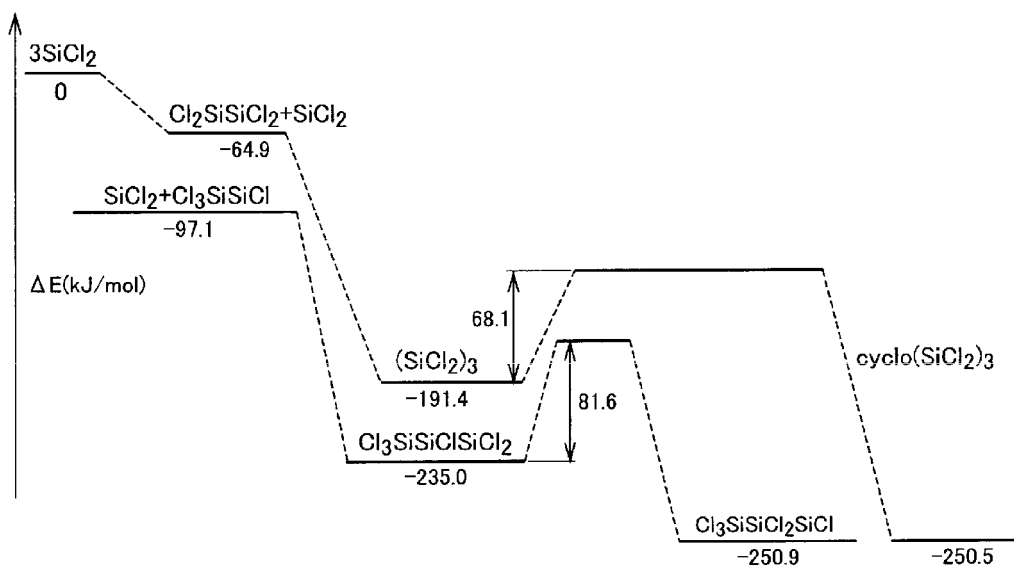 3SiCl₂
0
Cl₂SiSiCl₂+SiCl₂
−64.9
SiCl₂+Cl₃SiSiCl
−97.1
ΔE(kJ/mol)
68.1
(SiCl₂)₃
−191.4
cyclo(SiCl₂)₃
81.6
Cl₃SiSiClSiCl₂
−235.0
Cl₃SiSiCl₂SiCl
−250.9
−250.5